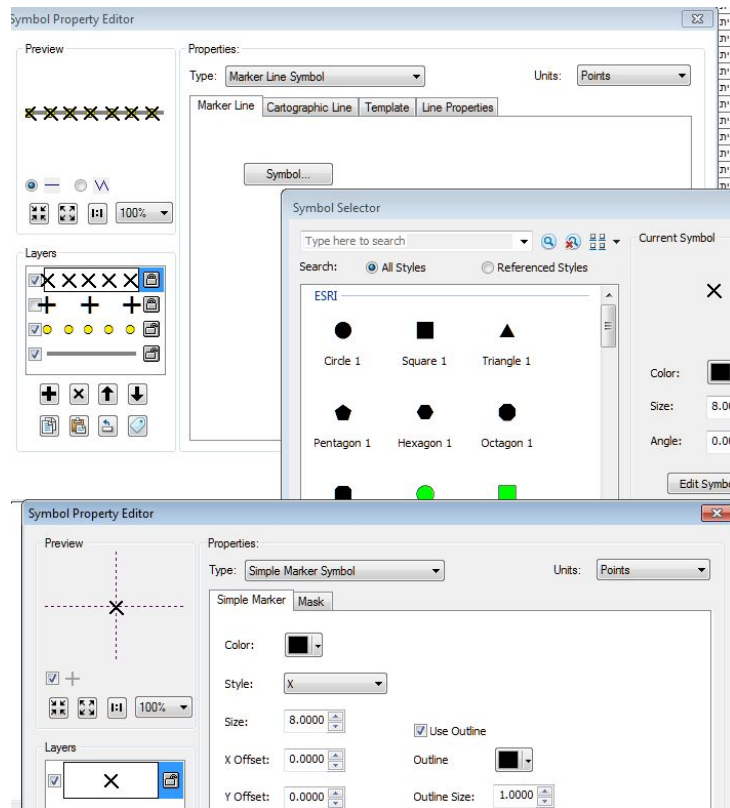 Symbol Property Editor
Preview
Properties:
Type: Marker Line Symbol
Units: Points
Marker Line Cartographic Line Template Line Properties
Symbol...
1:1 100%
Layers
Symbol Selector
Type here to search
Current Symbol
Search: All Styles Referenced Styles
ESRI
Circle 1 Square 1 Triangle 1
Pentagon 1 Hexagon 1 Octagon 1
Color:
Size:
Angle:
Symbol Property Editor
Preview
Properties:
Type: Simple Marker Symbol
Units: Points
Simple Marker Mask
Color:
Style: X
Size: 8.0000
Use Outline
X Offset: 0.0000
Outline
Y Offset: 0.0000
Outline Size: 1.0000
1:1 100%
Layers